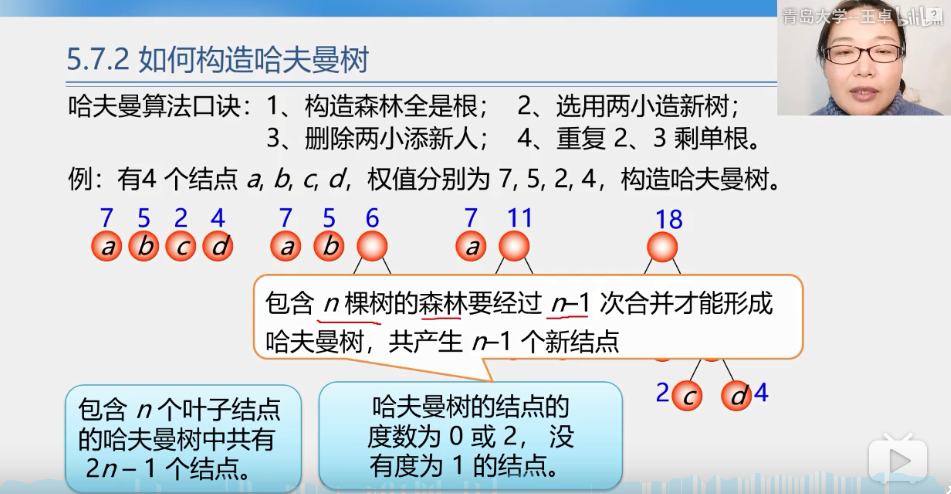 青岛大学-王卓
bilibili
5.7.2 如何构造哈夫曼树
哈夫曼算法口诀：1、构造森林全是根； 2、选用两小造新树；
3、删除两小添新人； 4、重复 2、3 剩单根。
例：有4 个结点 a, b, c, d，权值分别为 7, 5, 2, 4，构造哈夫曼树。
7 5 2 4 7 5 6 7 11 18
a b c d a b a
包含 n 棵树的森林要经过 n–1 次合并才能形成
哈夫曼树，共产生 n–1 个新结点
2 c d 4
包含 n 个叶子结点
的哈夫曼树中共有
2n – 1 个结点。
哈夫曼树的结点的
度数为 0 或 2， 没
有度为 1 的结点。